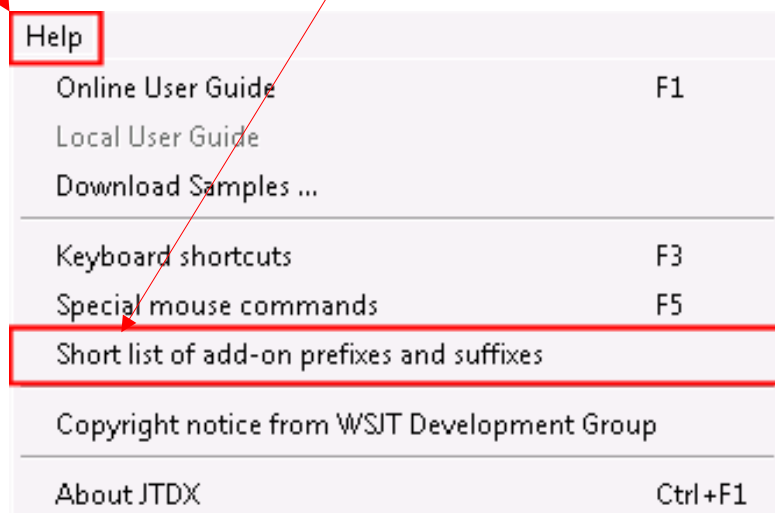 Help
Online User Guide F1
Local User Guide
Download Samples ...
Keyboard shortcuts F3
Special mouse commands F5
Short list of add-on prefixes and suffixes
Copyright notice from WSJT Development Group
About JTDX Ctrl+F1